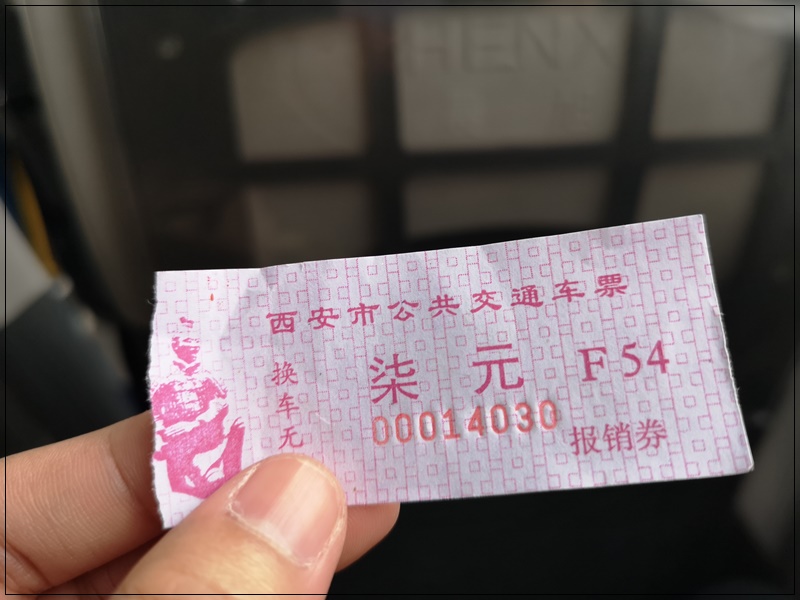 西安市公共交通车票
柒元 F54
00014030
报销券
换车无